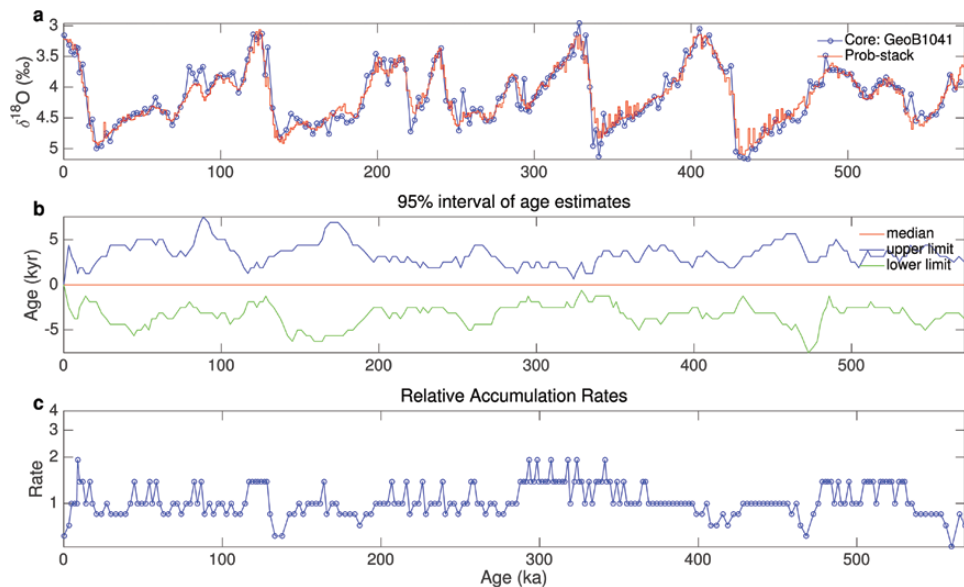 a
3
3.5
4
4.5
5
δ¹⁸O (‰)
Core: GeoB1041
Prob-stack
0 100 200 300 400 500
95% interval of age estimates
b
5
0
-5
Age (kyr)
median
upper limit
lower limit
0 100 200 300 400 500
Relative Accumulation Rates
c
4
3
2
1
Rate
0 100 200 300 400 500
Age (ka)